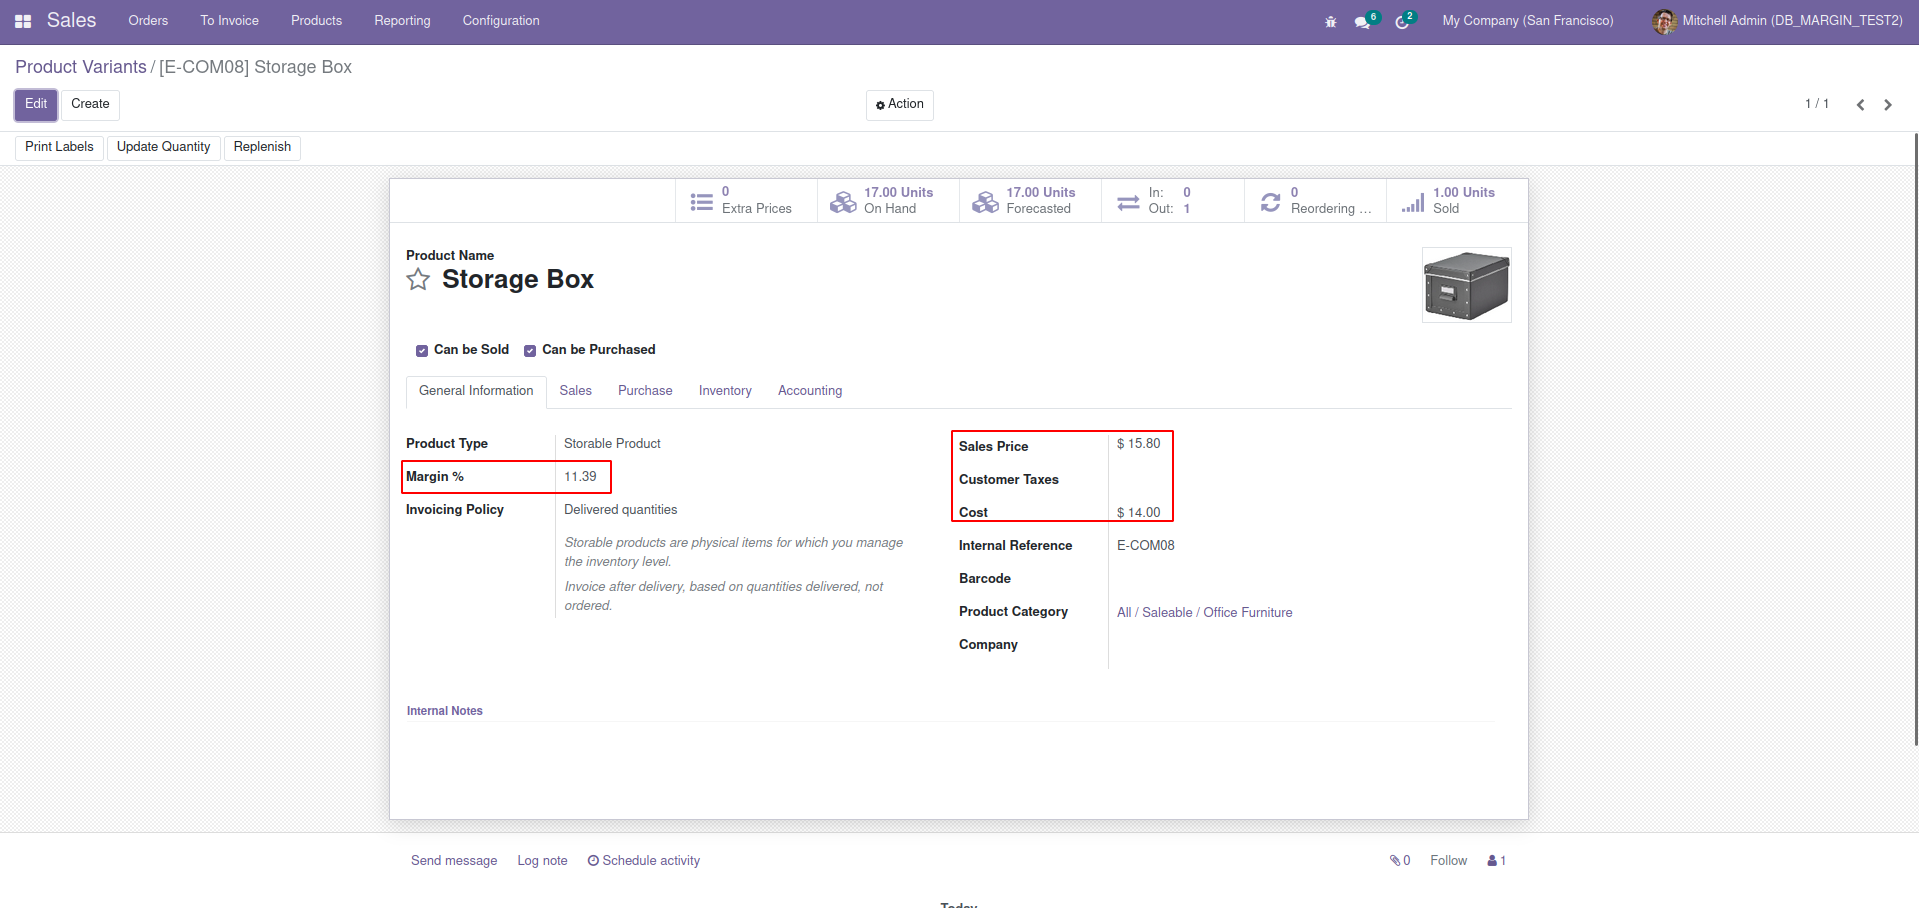 Sales Orders To Invoice Products Reporting Configuration 6 2 My Company (San Francisco) Mitchell Admin (DB_MARGIN_TEST2)
Product Variants / [E-COM08] Storage Box
Edit Create Action 1 / 1
Print Labels Update Quantity Replenish
0 Extra Prices
17.00 Units On Hand
17.00 Units Forecasted
In: 0
Out: 1
0 Reordering ...
1.00 Units Sold
Product Name
Storage Box
Can be Sold Can be Purchased
General Information Sales Purchase Inventory Accounting
Product Type Storable Product
Margin % 11.39
Invoicing Policy Delivered quantities
Storable products are physical items for which you manage
the inventory level.
Invoice after delivery, based on quantities delivered, not
ordered.
Sales Price $ 15.80
Customer Taxes
Cost $ 14.00
Internal Reference E-COM08
Barcode
Product Category All / Saleable / Office Furniture
Company
Internal Notes
Send message Log note Schedule activity 0 Follow 1
Today